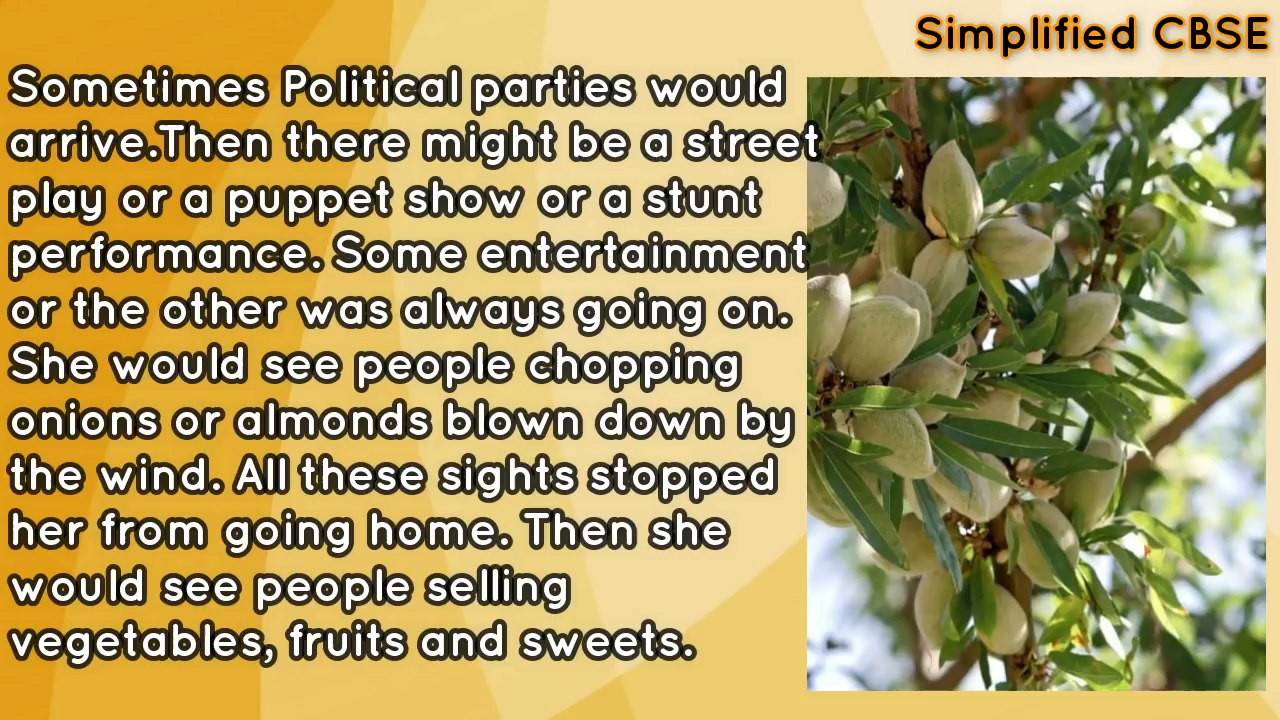 Simplified CBSE
Sometimes Political parties would
arrive.Then there might be a street
play or a puppet show or a stunt
performance. Some entertainment
or the other was always going on.
She would see people chopping
onions or almonds blown down by
the wind. All these sights stopped
her from going home. Then she
would see people selling
vegetables, fruits and sweets.